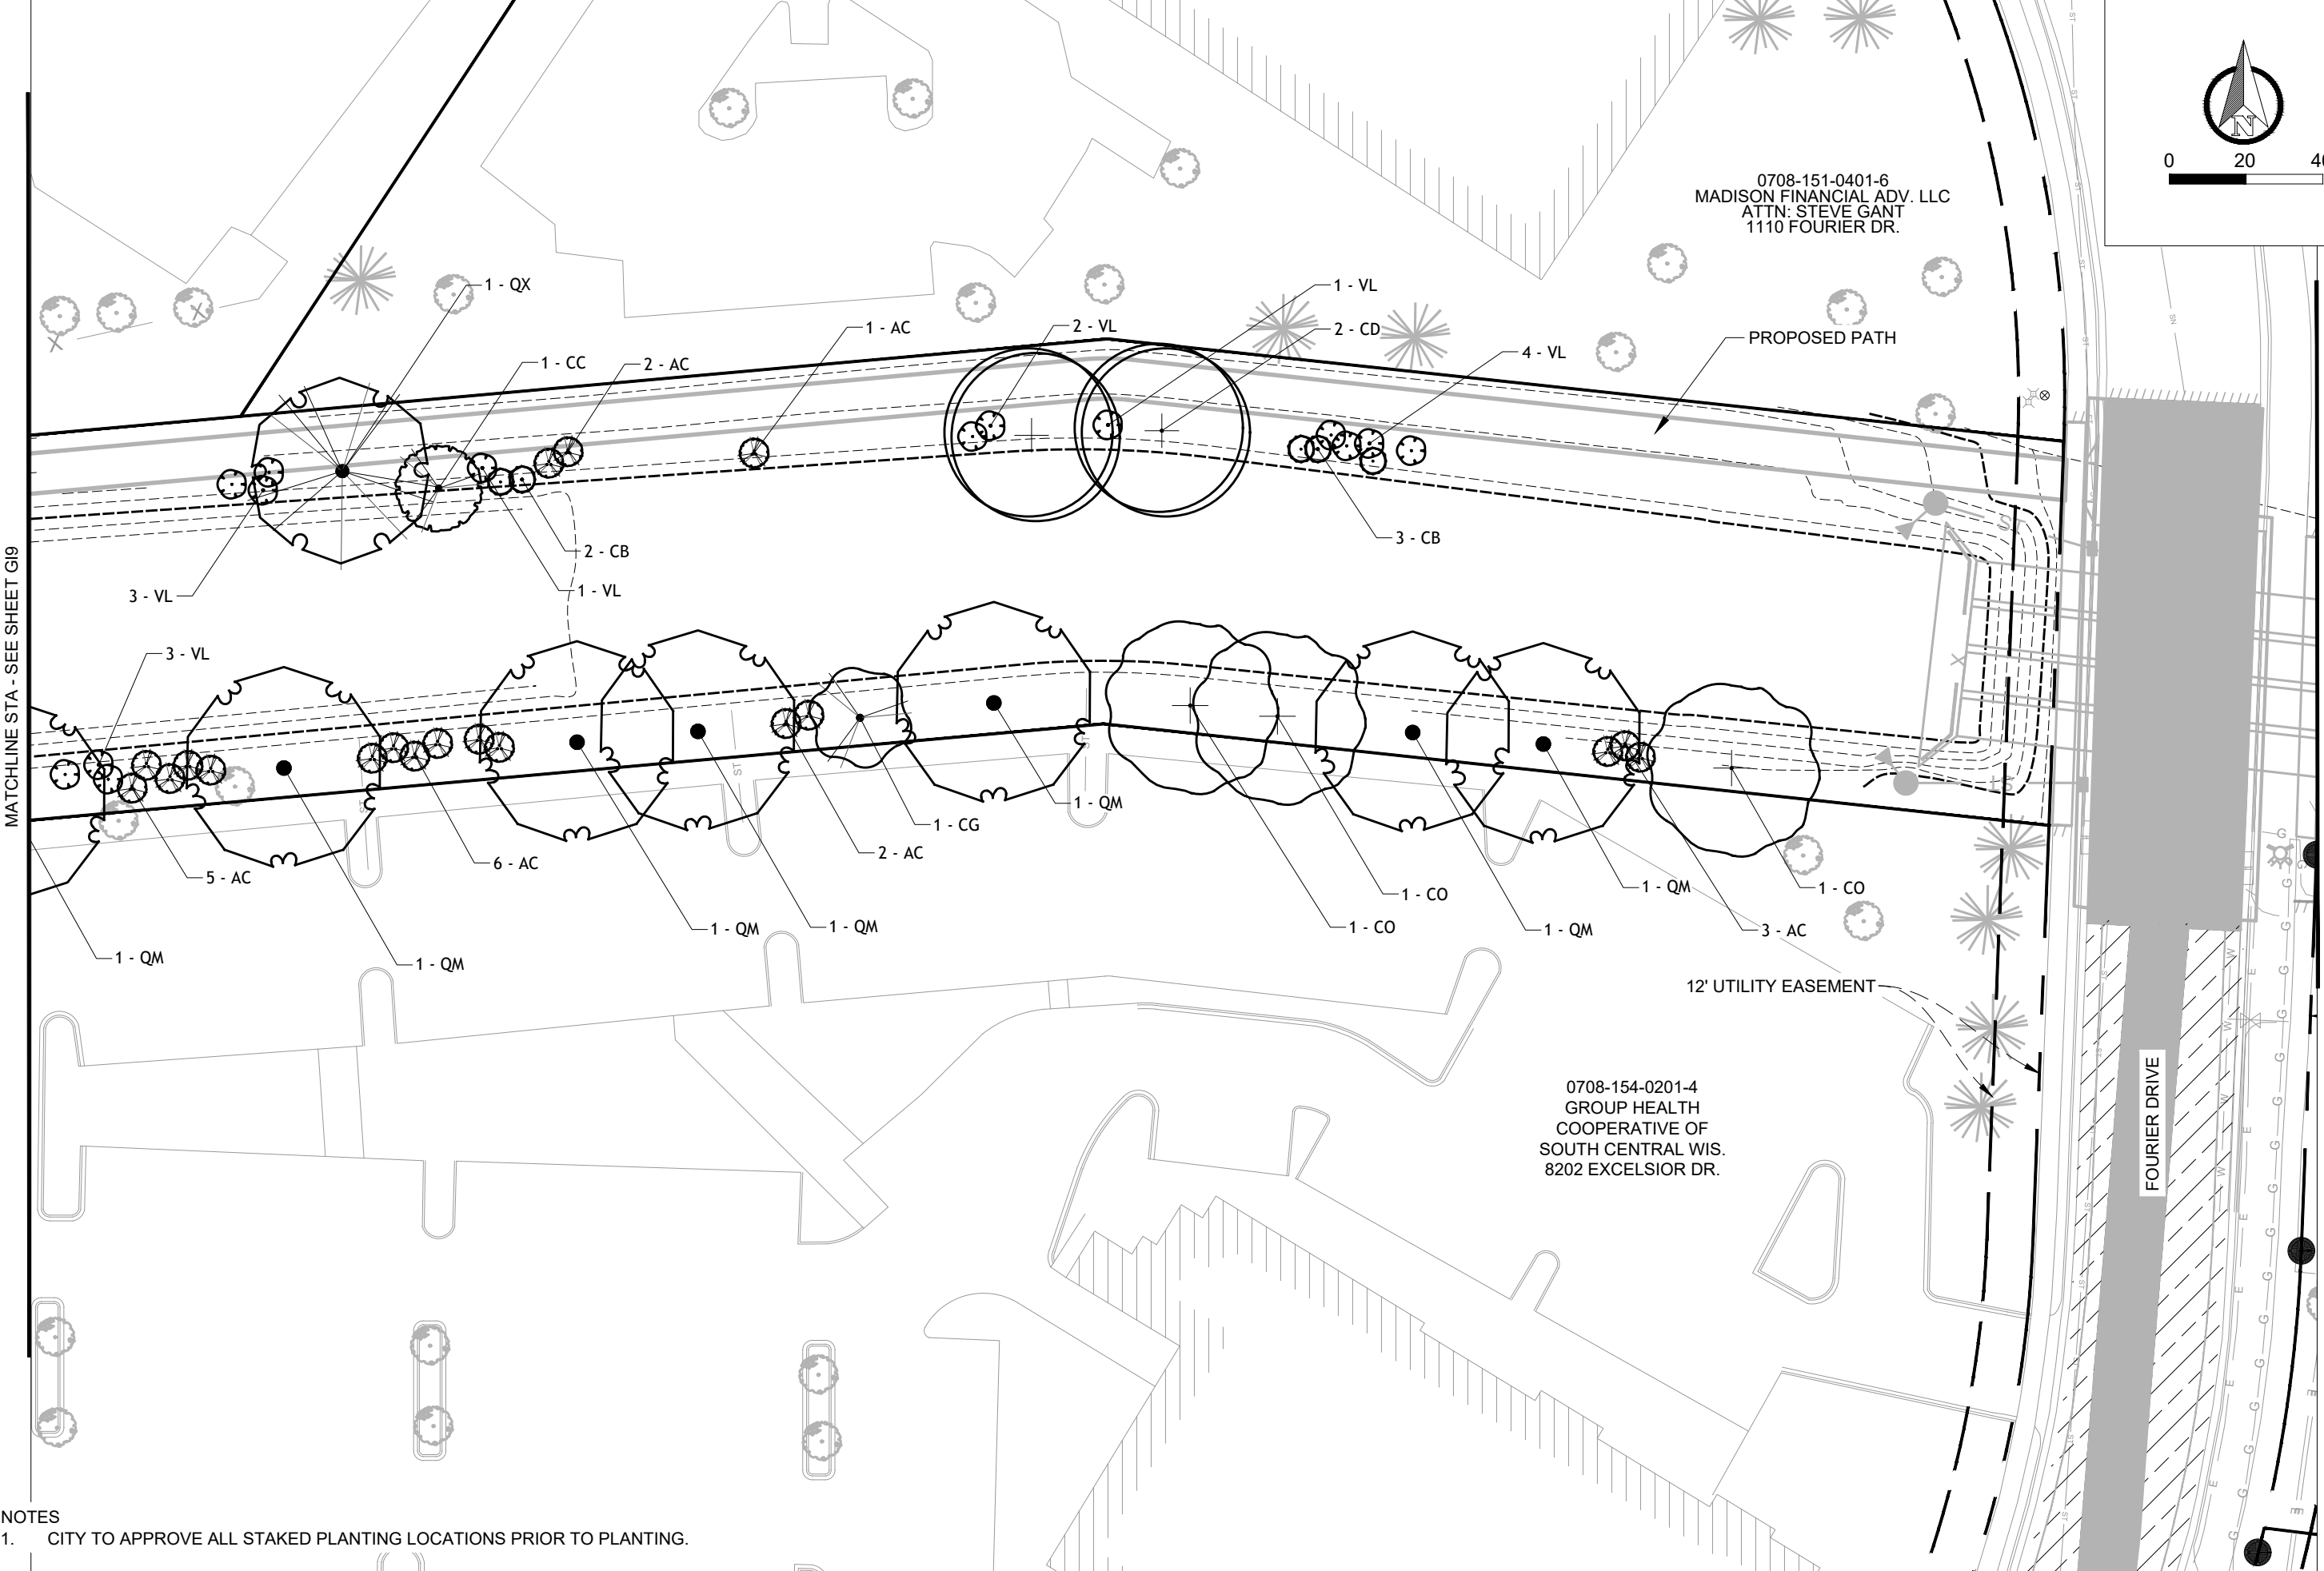 N
0 20
0708-151-0401-6
MADISON FINANCIAL ADV. LLC
ATTN: STEVE GANT
1110 FOURIER DR.
1 - QX
1 - VL
1 - AC
2 - VL
2 - CD
PROPOSED PATH
1 - CC
2 - AC
4 - VL
3 - CB
2 - CB
1 - VL
3 - VL
MATCHLINE STA - SEE SHEET GI9
3 - VL
ST
ST
ST
ST
ST
1 - QM
1 - CG
2 - AC
6 - AC
5 - AC
1 - QM
1 - CO
1 - CO
1 - QM
1 - QM
1 - CO
1 - QM
3 - AC
1 - QM
1 - QM
12' UTILITY EASEMENT
0708-154-0201-4
GROUP HEALTH
COOPERATIVE OF
SOUTH CENTRAL WIS.
8202 EXCELSIOR DR.
FOURIER DRIVE
NOTES
1. CITY TO APPROVE ALL STAKED PLANTING LOCATIONS PRIOR TO PLANTING.